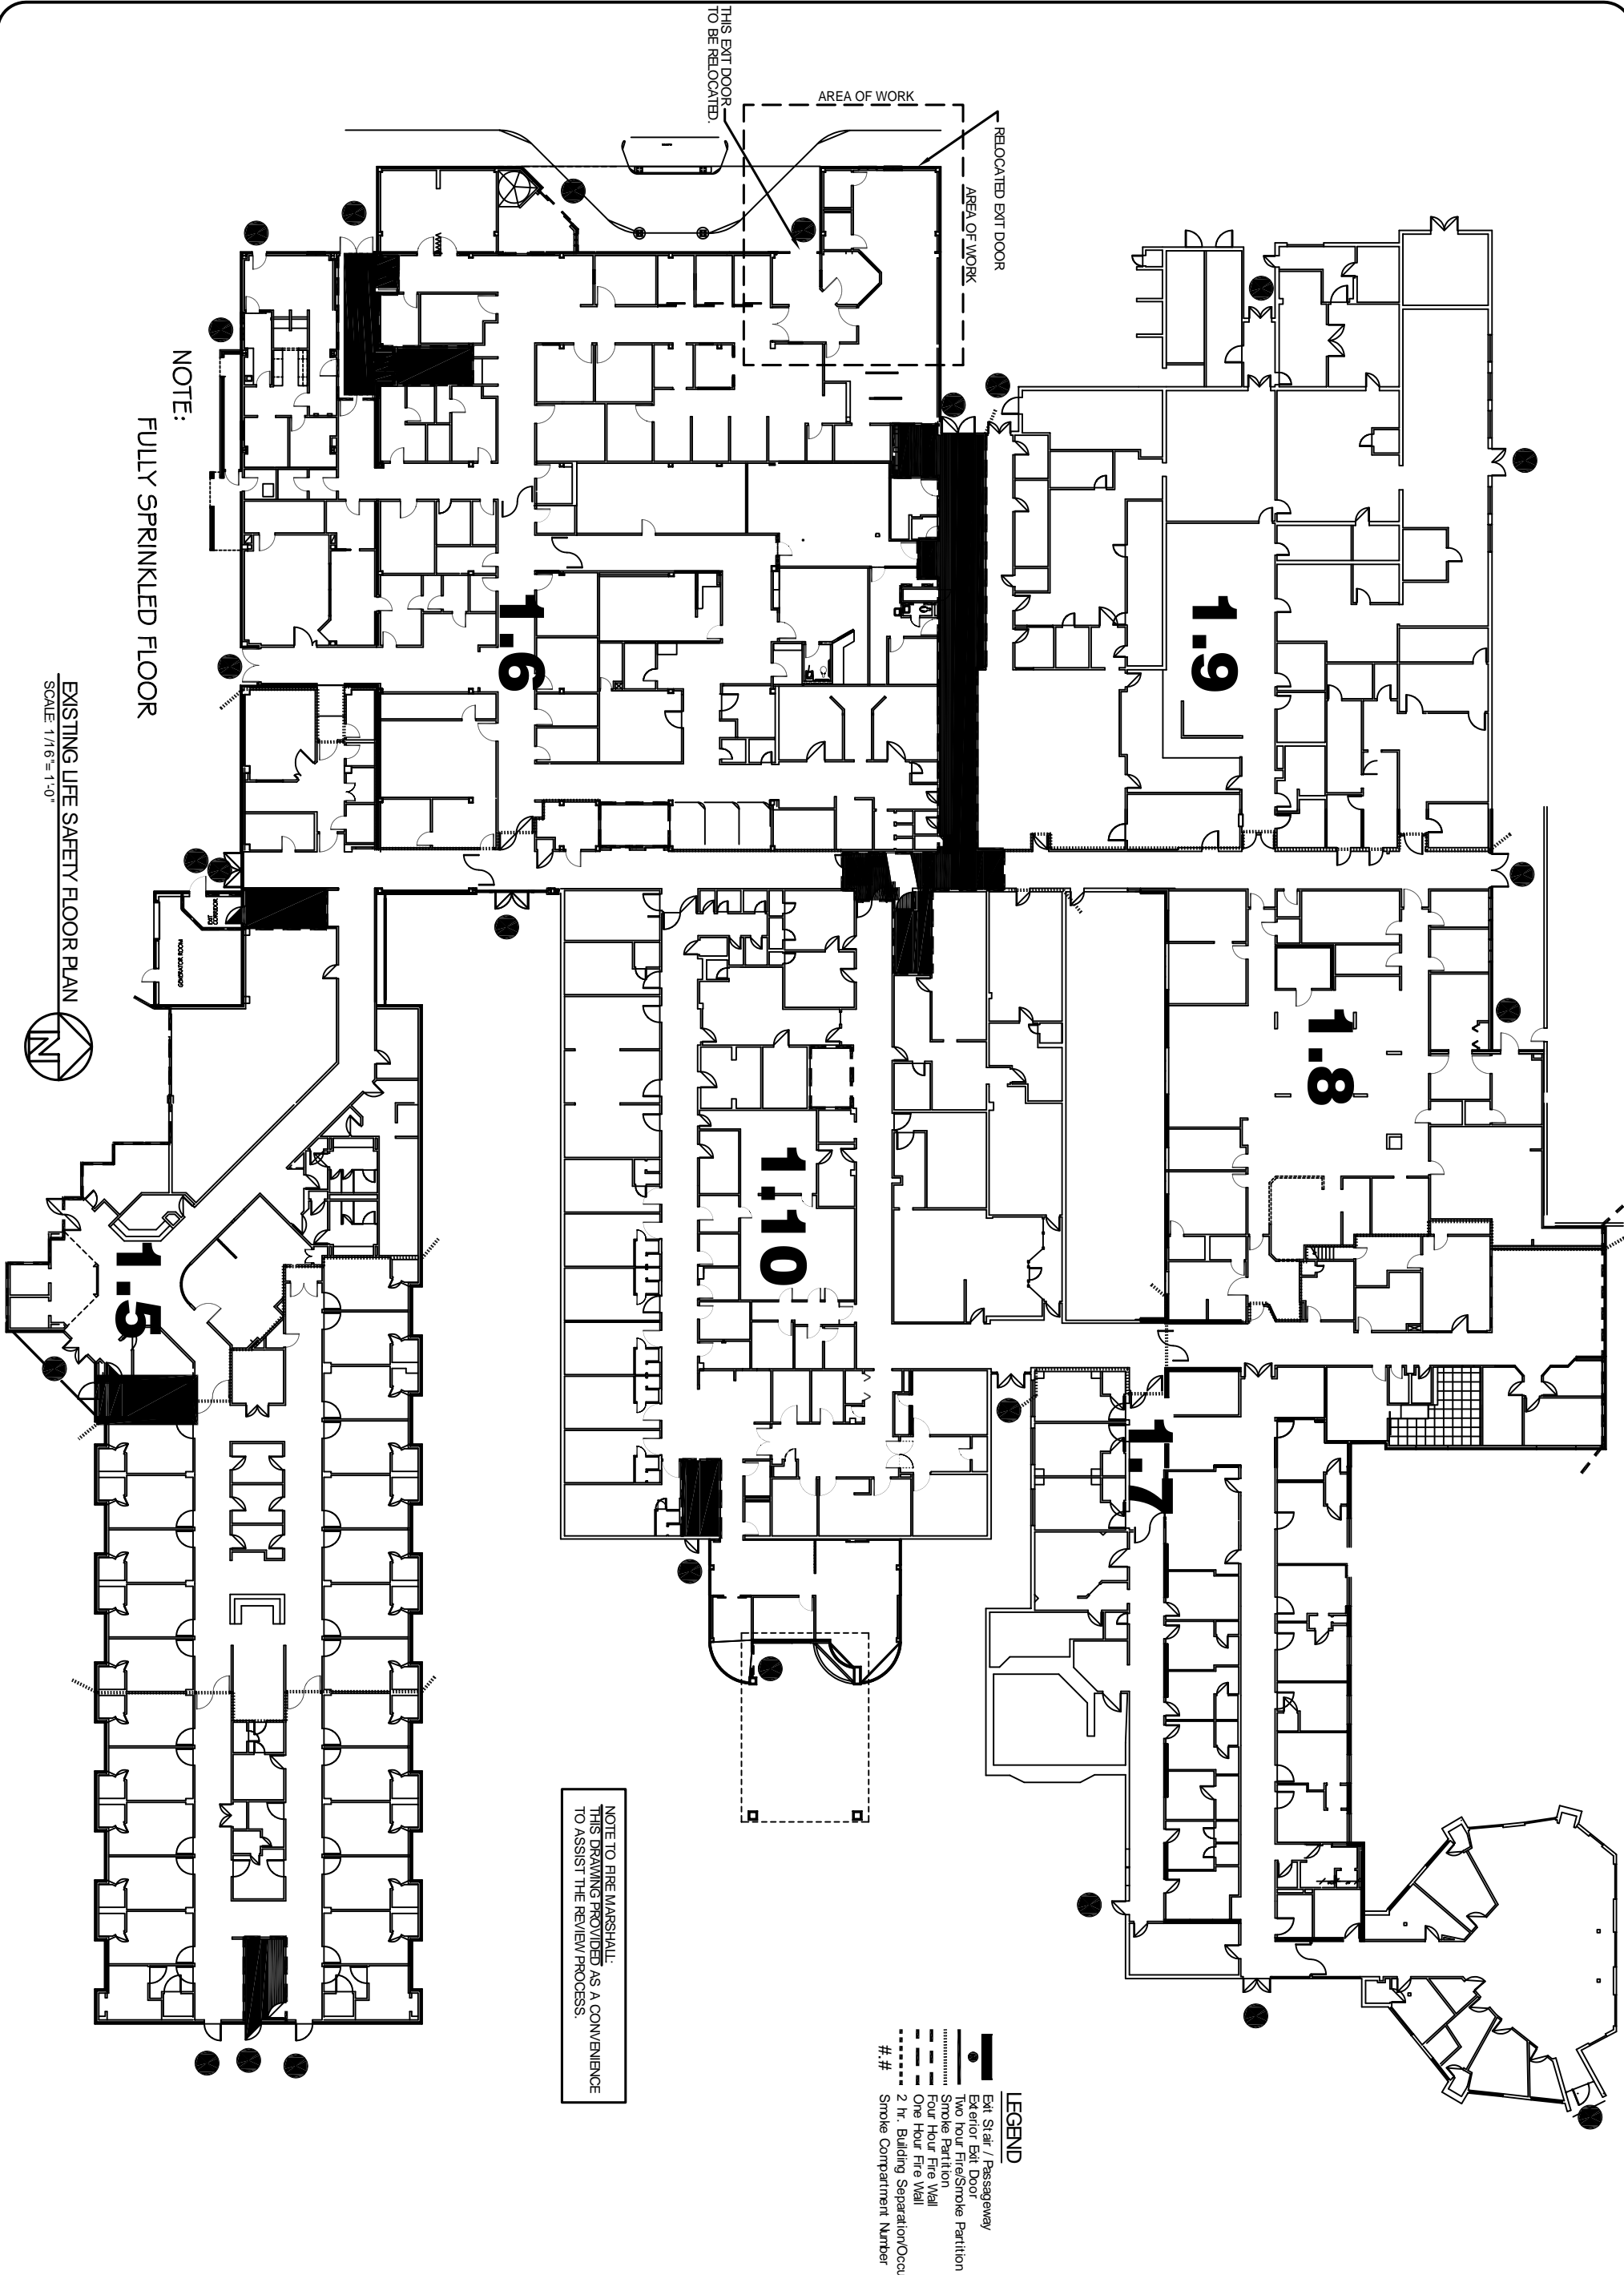 THIS EXIT DOOR
TO BE RELOCATED.
AREA OF WORK
RELOCATED EXIT DOOR
AREA OF WORK
NOTE:
FULLY SPRINKLED FLOOR
1.9
1.6
1.8
1.10
1.5
1.7
EXIT
CORRIDOR
EXISTING LIFE SAFETY FLOOR PLAN
SCALE: 1/16"= 1'-0"
N
NOTE TO FIRE MARSHALL:
THIS DRAWING PROVIDED AS A CONVENIENCE
TO ASSIST THE REVIEW PROCESS.
LEGEND
Exit Stair / Passageway
Exterior Exit Door
Two hour Fire/Smoke Partition
Smoke Partition
Four Hour Fire Wall
One Hour Fire Wall
2 hr. Building Separation/Occu
#.# Smoke Compartment Number